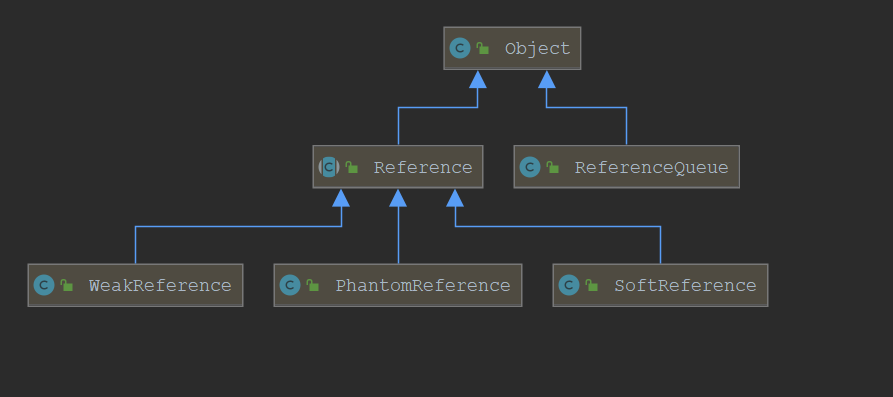 Object
Reference
ReferenceQueue
WeakReference
PhantomReference
SoftReference